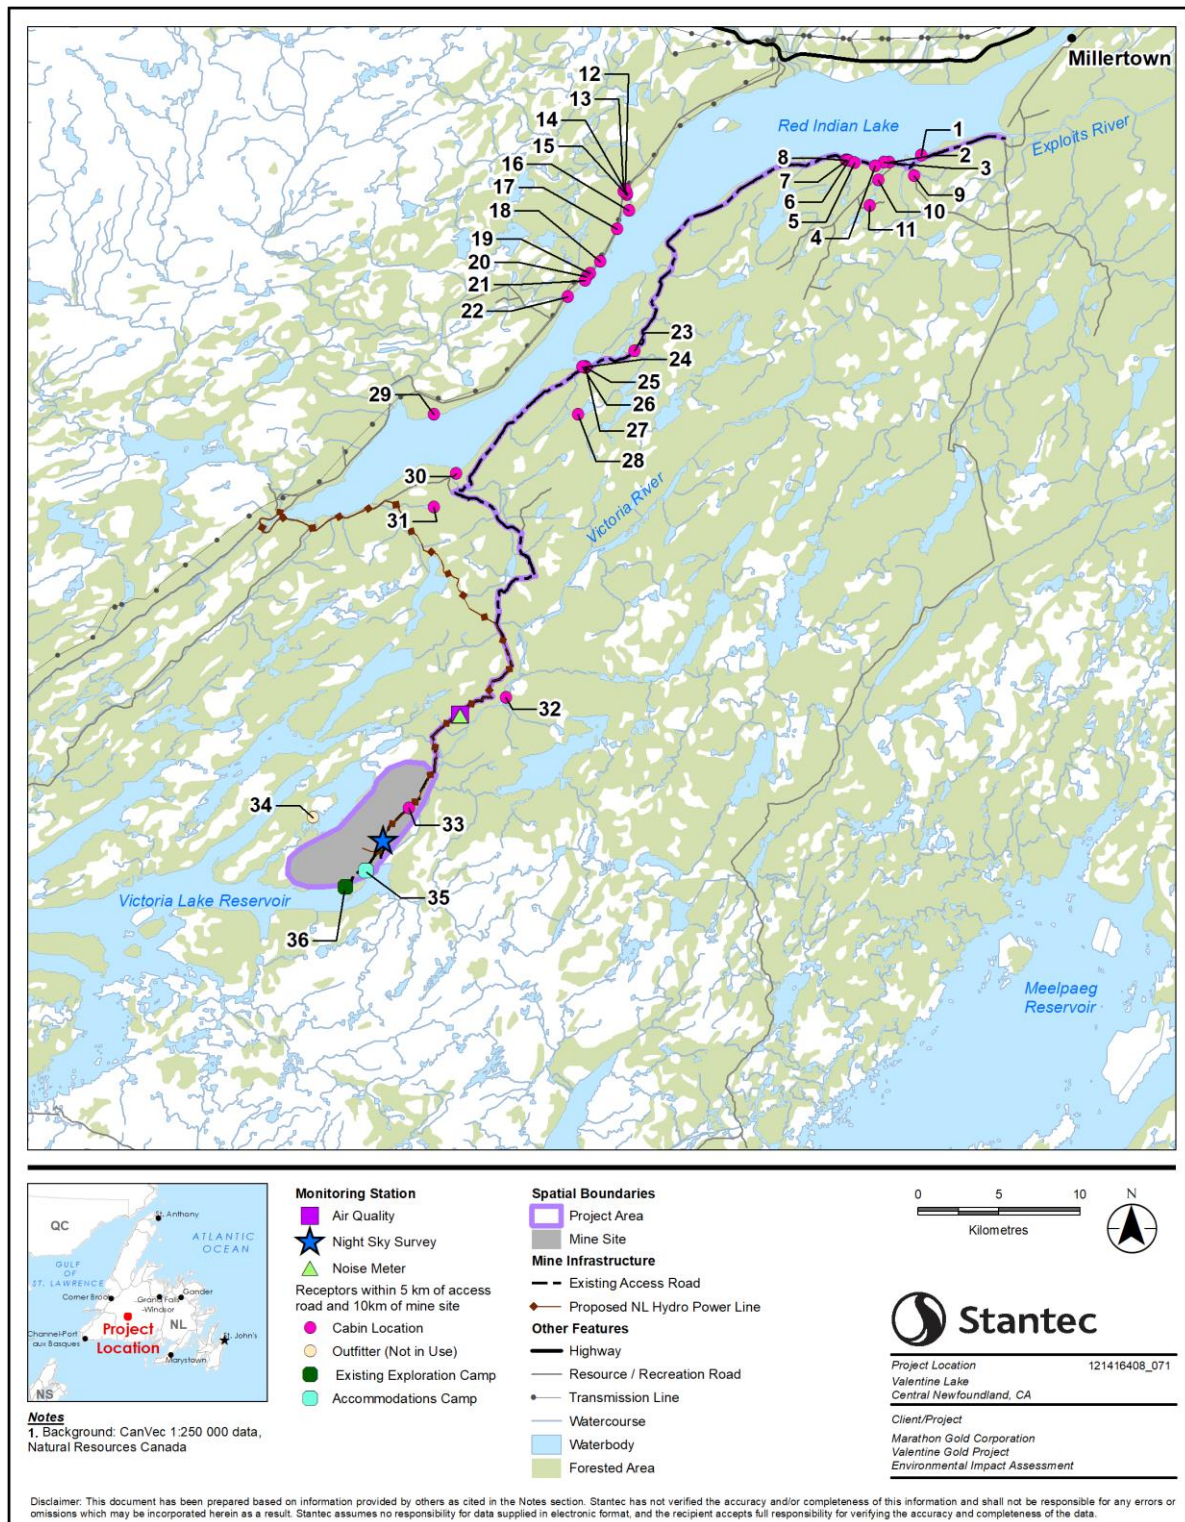 Millertown
Red Indian Lake
Exploits River
12
13
14
15
16
17
18
19
20
21
22
8
7
6
5
4
1
2
3
9
10
11
23
24
25
26
27
28
29
30
31
Victoria River
32
34
33
35
36
Victoria Lake Reservoir
Meelpaeg
Reservoir
QC
St. Anthony
ATLANTIC
OCEAN
GULF
OF
ST. LAWRENCE
Corner Brook
Grand Falls
-Windsor
Gander
NL
Project
Location
Channel-Port
aux Basques
St. John's
Marystown
NS
Notes
1. Background: CanVec 1:250 000 data,
Natural Resources Canada
Monitoring Station
Air Quality
Night Sky Survey
Noise Meter
Receptors within 5 km of access
road and 10km of mine site
Cabin Location
Outfitter (Not in Use)
Existing Exploration Camp
Accommodations Camp
Spatial Boundaries
Project Area
Mine Site
Mine Infrastructure
Existing Access Road
Proposed NL Hydro Power Line
Other Features
Highway
Resource / Recreation Road
Transmission Line
Watercourse
Waterbody
Forested Area
0 5 10
Kilometres
N
Stantec
Project Location 121416408_071
Valentine Lake
Central Newfoundland, CA
Client/Project
Marathon Gold Corporation
Valentine Gold Project
Environmental Impact Assessment
Disclaimer: This document has been prepared based on information provided by others as cited in the Notes section. Stantec has not verified the accuracy and/or completeness of this information and shall not be responsible for any errors or
omissions which may be incorporated herein as a result. Stantec assumes no responsibility for data supplied in electronic format, and the recipient accepts full responsibility for verifying the accuracy and completeness of the data.